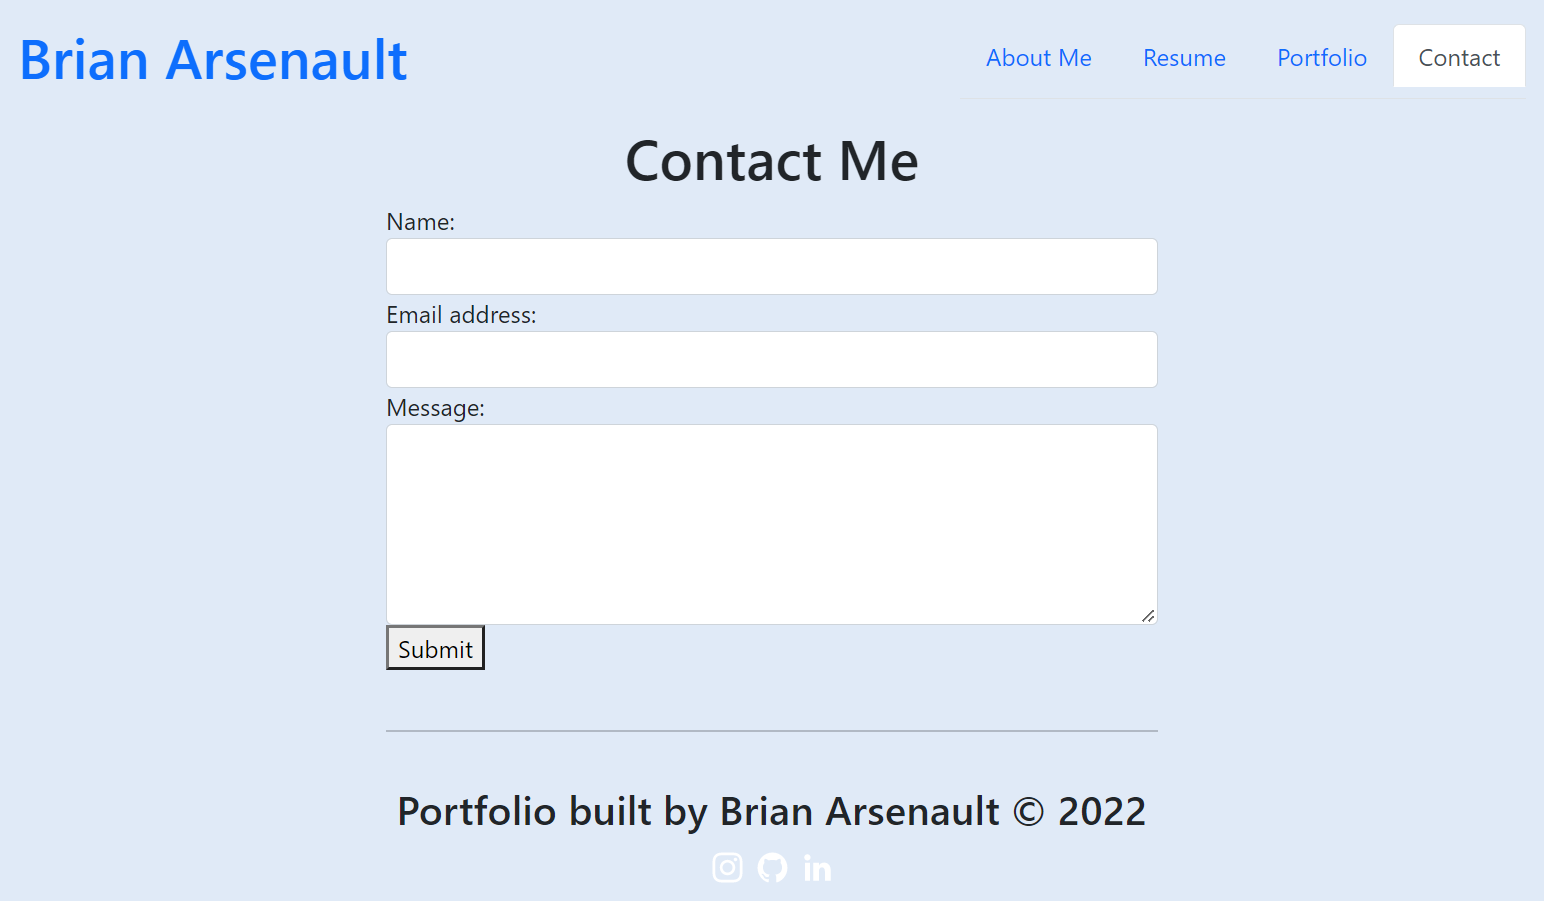 Brian Arsenault
About Me Resume Portfolio Contact
Contact Me
Name:
Email address:
Message:
Submit
Portfolio built by Brian Arsenault © 2022